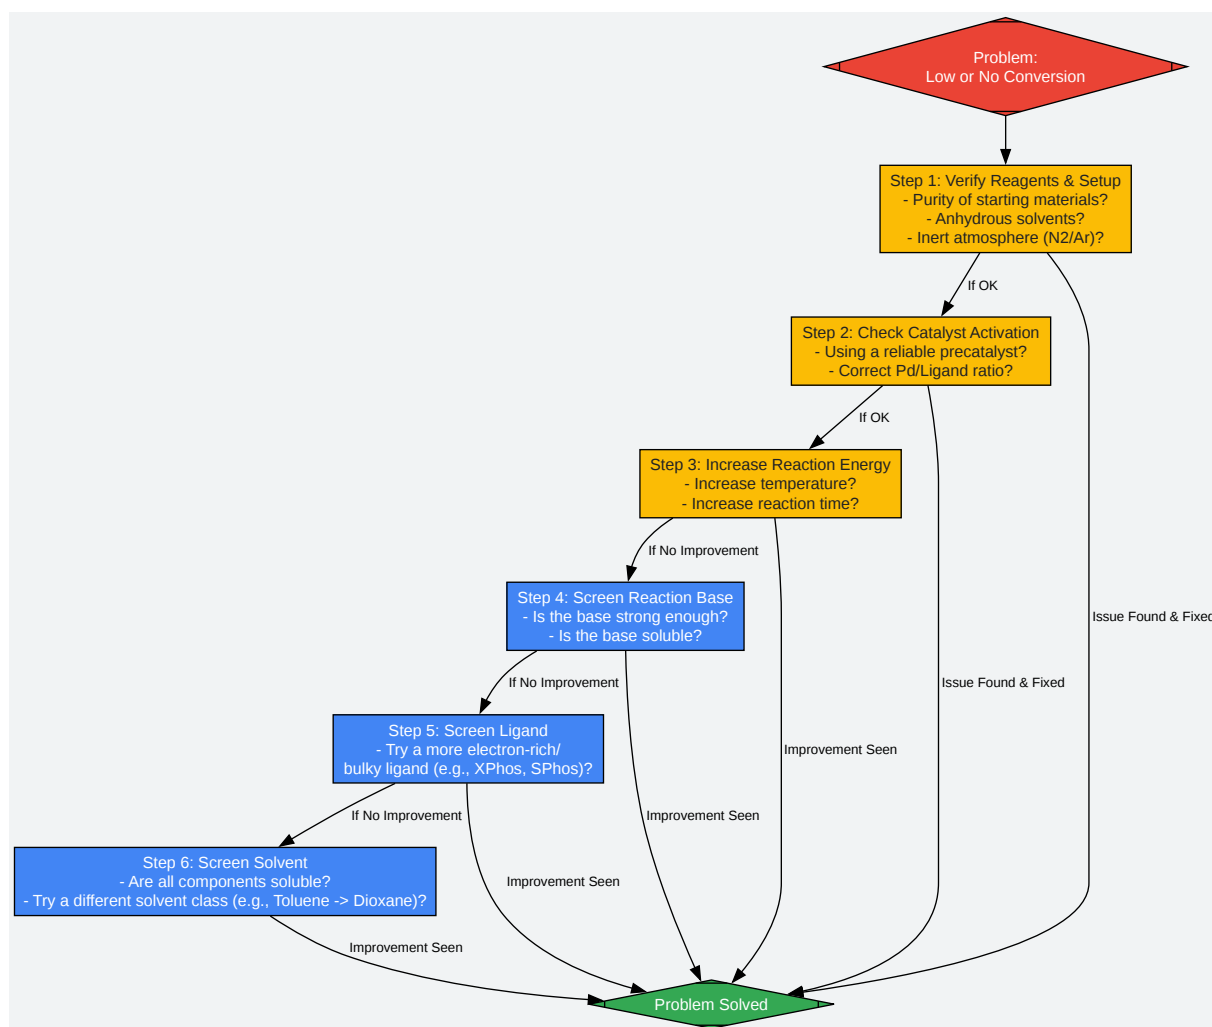 Problem:
Low or No Conversion
Step 1: Verify Reagents & Setup
- Purity of starting materials?
- Anhydrous solvents?
- Inert atmosphere (N2/Ar)?
If OK
Step 2: Check Catalyst Activation
- Using a reliable precatalyst?
- Correct Pd/Ligand ratio?
If OK
Step 3: Increase Reaction Energy
- Increase temperature?
- Increase reaction time?
If No Improvement
Step 4: Screen Reaction Base
- Is the base strong enough?
- Is the base soluble?
Issue Found & Fixed
If No Improvement
Issue Found & Fixed
Step 5: Screen Ligand
- Try a more electron-rich/
bulky ligand (e.g., XPhos, SPhos)?
Improvement Seen
If No Improvement
Improvement Seen
Step 6: Screen Solvent
- Are all components soluble?
- Try a different solvent class (e.g., Toluene -> Dioxane)?
Improvement Seen
Improvement Seen
Problem Solved